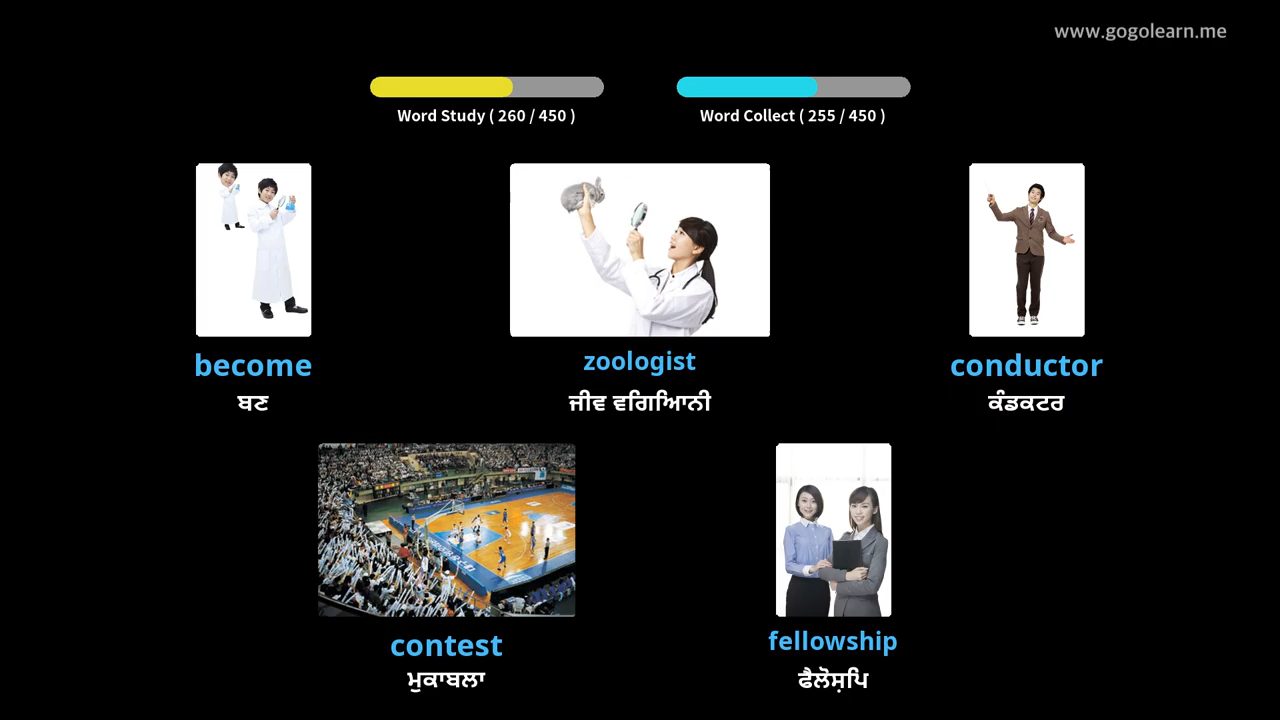 www.gogolearn.me
Word Study ( 260 / 450 )
Word Collect ( 255 / 450 )
become
ਬਣ
zoologist
ਜੀਵ ਵਗਿਆਿਨੀ
conductor
ਕੰਡਕਟਰ
contest
ਮੁਕਾਬਲਾ
fellowship
ਫੈਲੋਸ਼ਪਿ